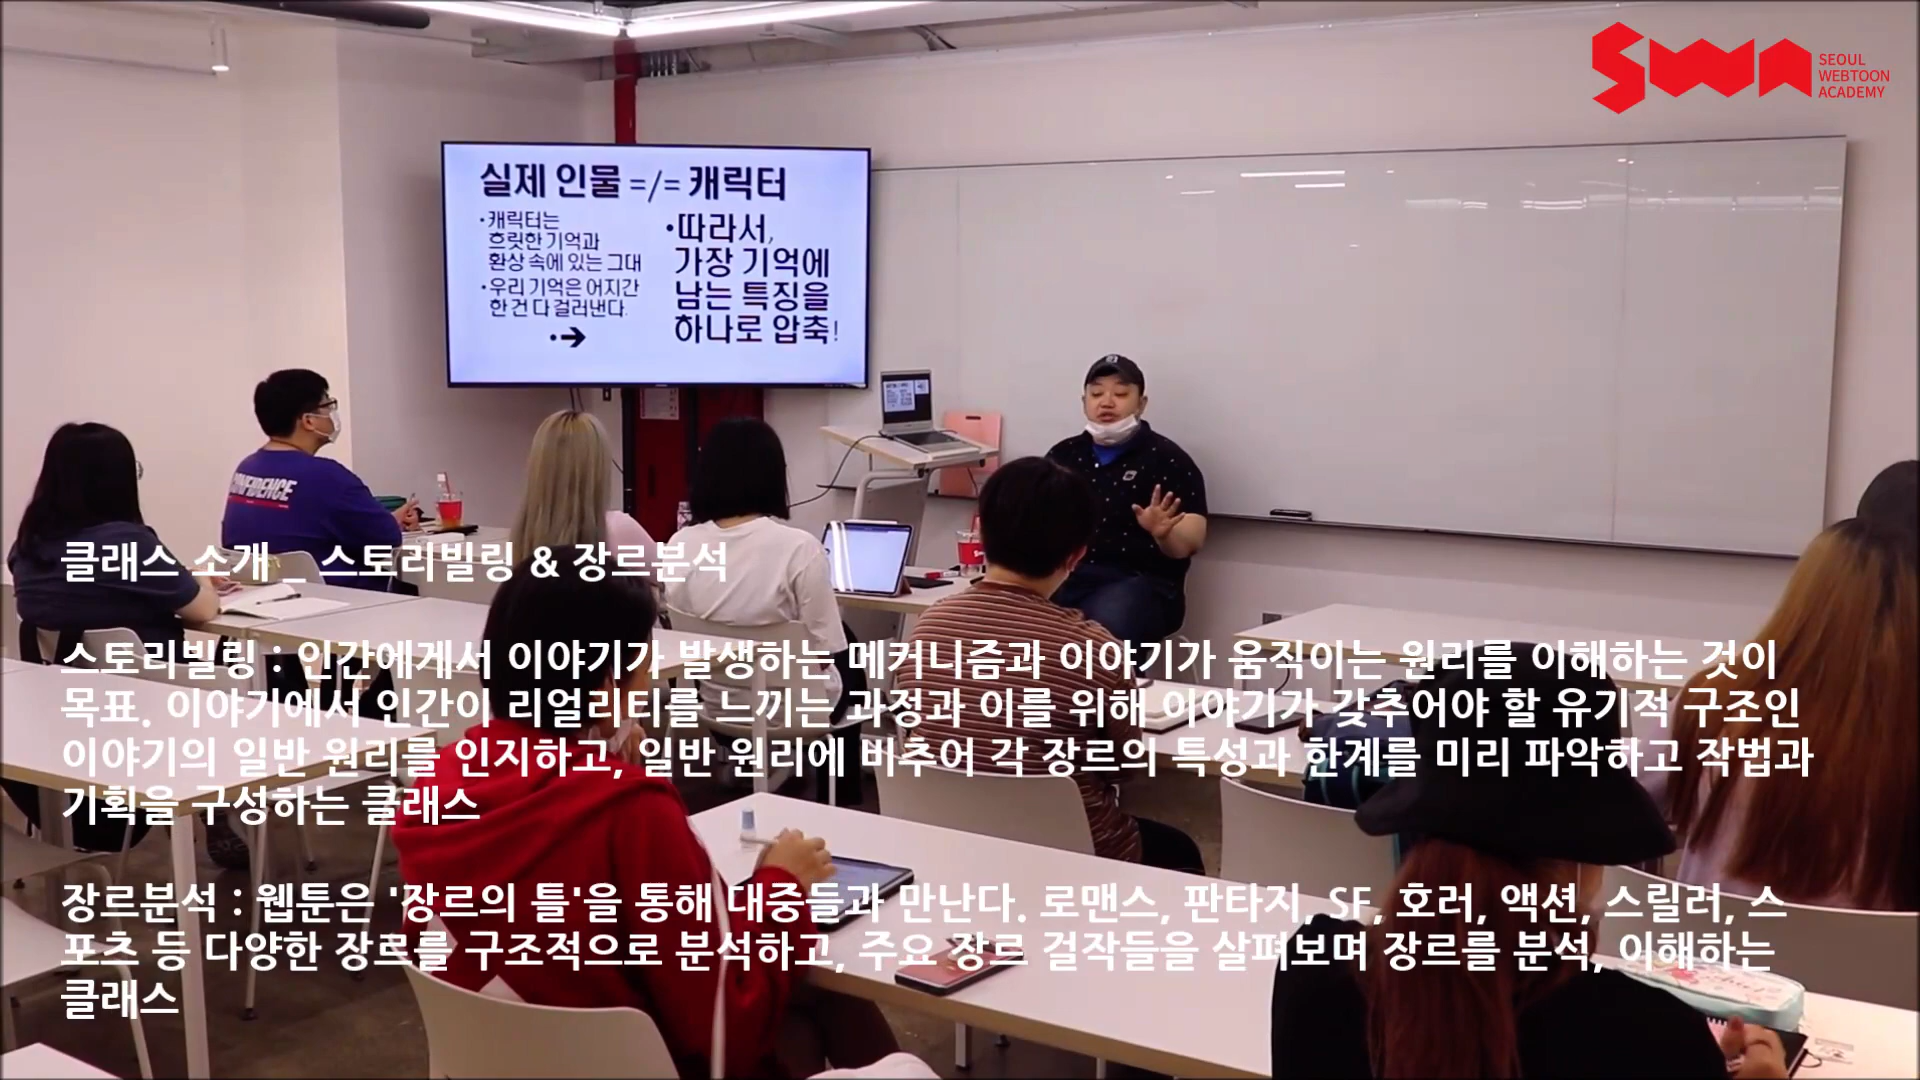 SWA
SEOUL
WEBTOON
ACADEMY
실제 인물 =/= 캐릭터
•캐릭터는
흐릿한 기억과
환상 속에 있는 그대
•우리 기억은 어지간
한 건 다 걸러낸다.
•➔
•따라서,
가장 기억에
남는 특징을
하나로 압축!
CONFIDENCE
클래스 소개 _ 스토리빌링 & 장르분석
스토리빌링 : 인간에게서 이야기가 발생하는 메커니즘과 이야기가 움직이는 원리를 이해하는 것이
목표. 이야기에서 인간이 리얼리티를 느끼는 과정과 이를 위해 이야기가 갖추어야 할 유기적 구조인
이야기의 일반 원리를 인지하고, 일반 원리에 비추어 각 장르의 특성과 한계를 미리 파악하고 작법과
기획을 구성하는 클래스
장르분석 : 웹툰은 '장르의 틀'을 통해 대중들과 만난다. 로맨스, 판타지, SF, 호러, 액션, 스릴러, 스
포츠 등 다양한 장르를 구조적으로 분석하고, 주요 장르 걸작들을 살펴보며 장르를 분석, 이해하는
클래스